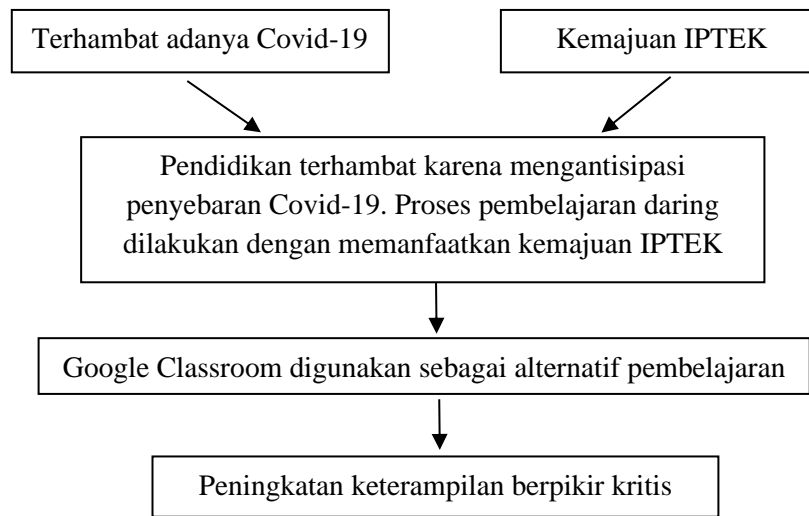 Terhambat adanya Covid-19
Kemajuan IPTEK
Pendidikan terhambat karena mengantisipasi
penyebaran Covid-19. Proses pembelajaran daring
dilakukan dengan memanfaatkan kemajuan IPTEK
Google Classroom digunakan sebagai alternatif pembelajaran
Peningkatan keterampilan berpikir kritis